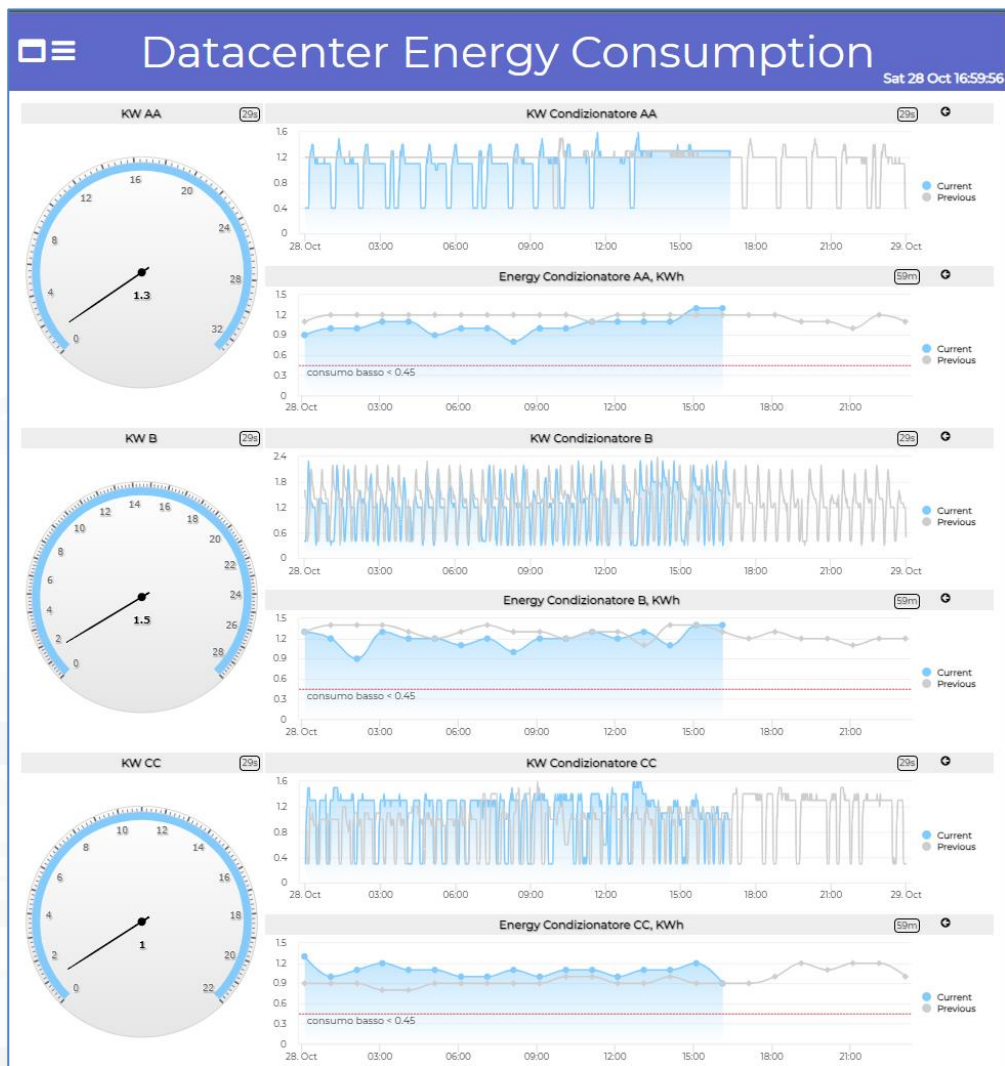 Datacenter Energy Consumption
Sat 28 Oct 16:59:56
KW AA 29s
0 4 8 12 16 20 24 28 32
1.3
KW Condizionatore AA 29s
1.6
1.2
0.8
0.4
0
28. Oct 03:00 06:00 09:00 12:00 15:00 18:00 21:00 29. Oct
Current
Previous
Energy Condizionatore AA, KWh 59m
1.5
1.2
0.9
0.6
0.3
0
consumo basso < 0.45
28. Oct 03:00 06:00 09:00 12:00 15:00 18:00 21:00
Current
Previous
KW B 29s
0 2 4 6 8 10 12 14 16 18 20 22 24 26 28
1.5
KW Condizionatore B 29s
2.4
1.8
1.2
0.6
0
28. Oct 03:00 06:00 09:00 12:00 15:00 18:00 21:00 29. Oct
Current
Previous
Energy Condizionatore B, KWh 59m
1.5
1.2
0.9
0.6
0.3
0
consumo basso < 0.45
28. Oct 03:00 06:00 09:00 12:00 15:00 18:00 21:00
Current
Previous
KW CC 29s
0 2 4 6 8 10 12 14 16 18 20 22
1
KW Condizionatore CC 29s
1.6
1.2
0.8
0.4
0
28. Oct 03:00 06:00 09:00 12:00 15:00 18:00 21:00 29. Oct
Current
Previous
Energy Condizionatore CC, KWh 59m
1.5
1.2
0.9
0.6
0.3
0
consumo basso < 0.45
28. Oct 03:00 06:00 09:00 12:00 15:00 18:00 21:00
Current
Previous